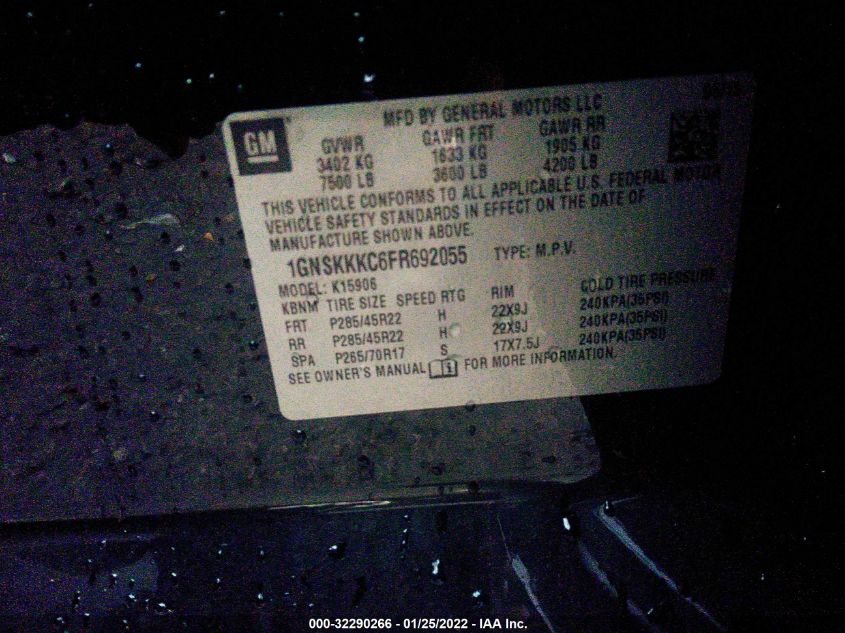 MFD BY GENERAL MOTORS LLC
GM
GVWR GAWR FRT GAWR RR
3402 KG 1633 KG 1905 KG
7500 LB 3600 LB 4200 LB
THIS VEHICLE CONFORMS TO ALL APPLICABLE U.S. FEDERAL MOTOR
VEHICLE SAFETY STANDARDS IN EFFECT ON THE DATE OF
MANUFACTURE SHOWN ABOVE.
1GNSKKKC6FR692055 TYPE: M.P.V.
MODEL: K15906
KBNM TIRE SIZE SPEED RTG RIM COLD TIRE PRESSURE
FRT P285/45R22 H 22X9J 240KPA(35PSI)
RR P285/45R22 H 22X9J 240KPA(35PSI)
SPA P265/70R17 S 17X7.5J 240KPA(35PSI)
SEE OWNER'S MANUAL FOR MORE INFORMATION.
000-32290266 - 01/25/2022 - IAA Inc.